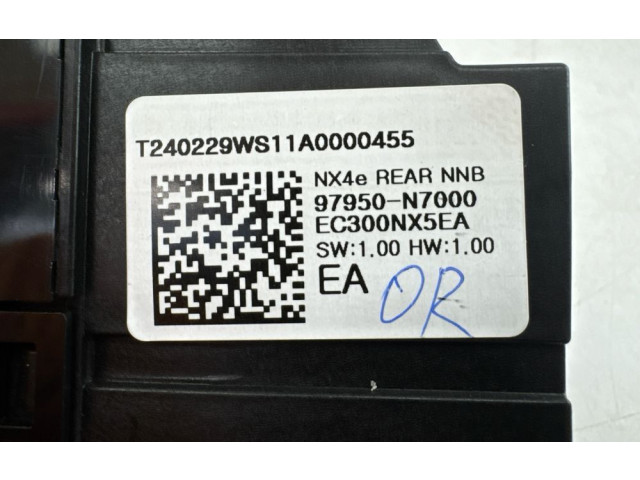 T240229WS11A0000455
NX4e REAR NNB
97950-N7000
EC300NX5EA
SW:1.00 HW:1.00
EA OR